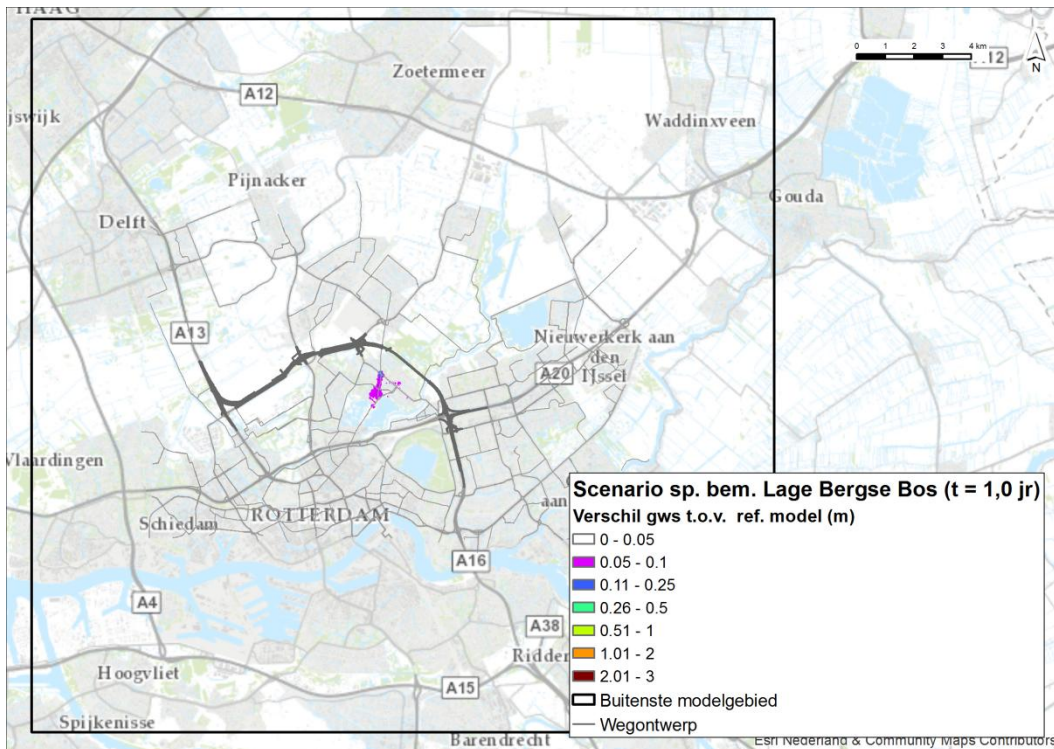 HAAG
Zoetermeer
0 1 2 3 4 km
A12
N
A12
ijswijk
Waddinxveen
Pijnacker
Gouda
Delft
A13
Nieuwerkerk aan
den
IJssel
A20
Vlaardingen
aan
Schiedam
ROTTERDAM
A16
A4
A38
Ridder
Hoogvliet
A15
Spijkenisse
Barendrecht
Scenario sp. bem. Lage Bergse Bos (t = 1,0 jr)
Verschil gws t.o.v. ref. model (m)
0 - 0.05
0.05 - 0.1
0.11 - 0.25
0.26 - 0.5
0.51 - 1
1.01 - 2
2.01 - 3
Buitenste modelgebied
Wegontwerp
Esri Nederland & Community Maps Contributors